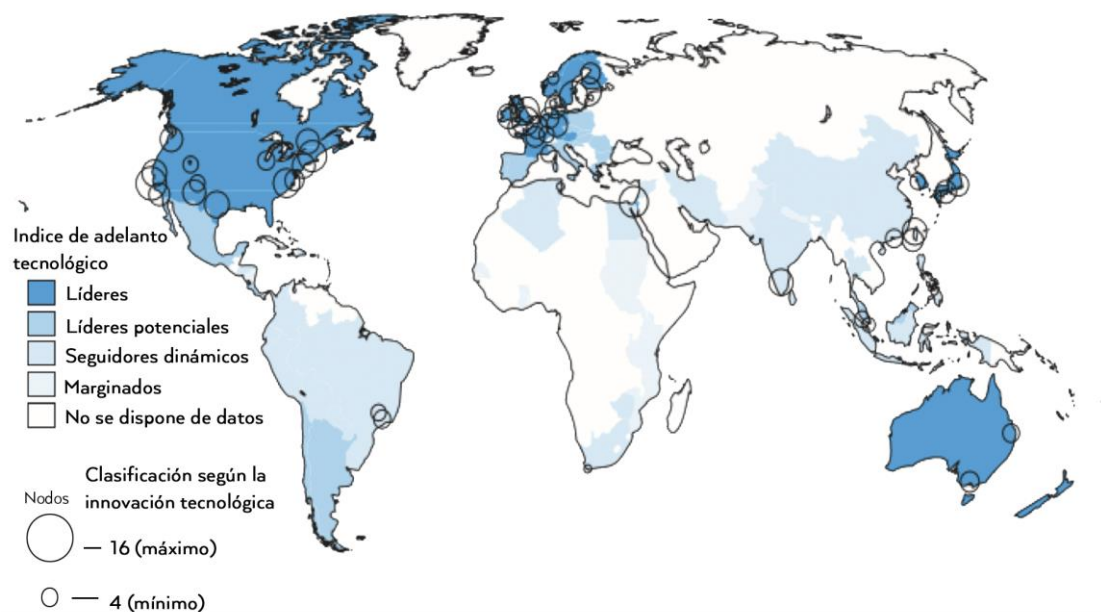 Indice de adelanto
tecnológico
Líderes
Líderes potenciales
Seguidores dinámicos
Marginados
No se dispone de datos
Clasificación según la
Nodos innovación tecnológica
— 16 (máximo)
— 4 (mínimo)